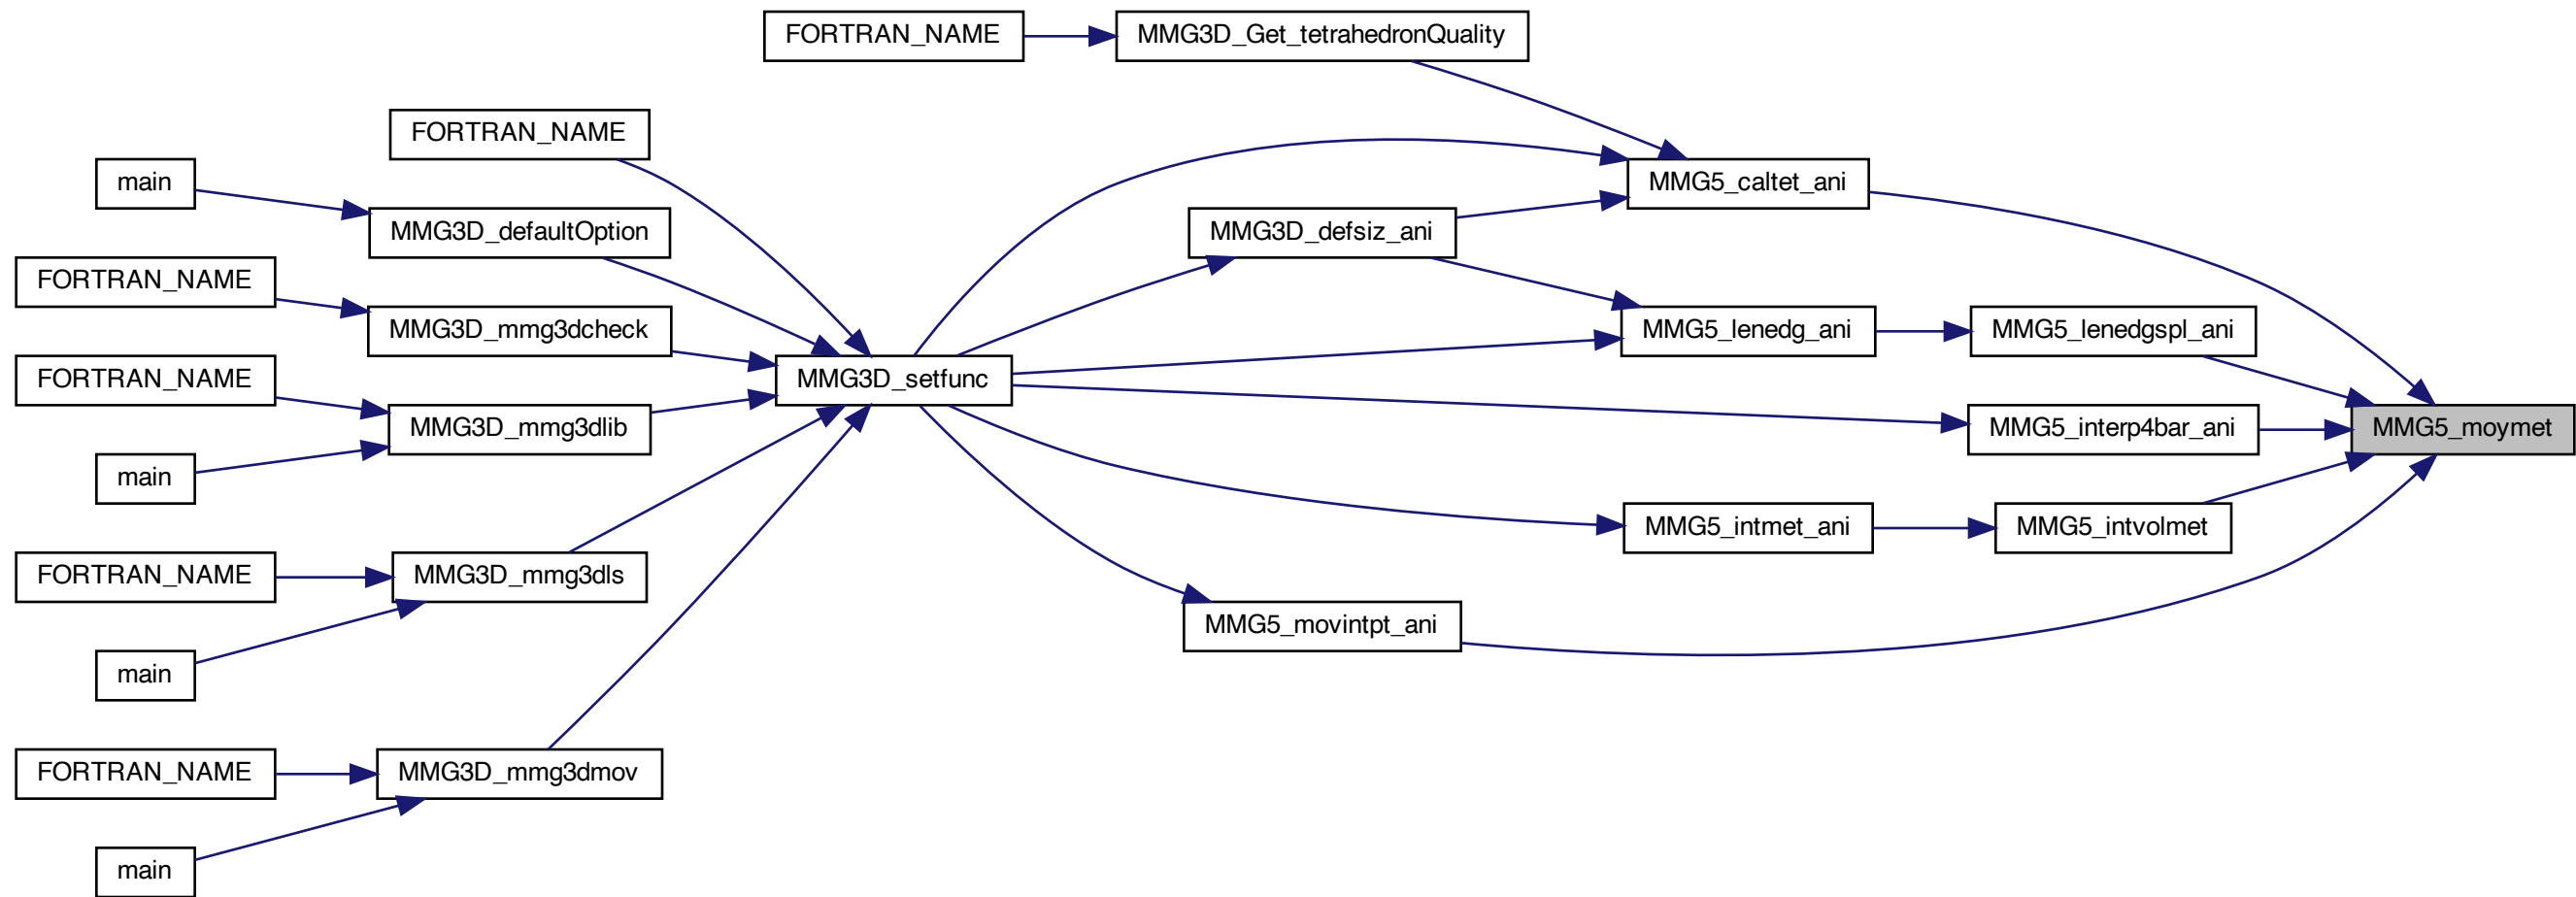 FORTRAN_NAME
MMG3D_Get_tetrahedronQuality
FORTRAN_NAME
main
MMG5_caltet_ani
MMG3D_defaultOption
MMG3D_defsiz_ani
FORTRAN_NAME
MMG3D_mmg3dcheck
MMG5_lenedg_ani
MMG5_lenedgspl_ani
FORTRAN_NAME
MMG3D_setfunc
MMG3D_mmg3dlib
MMG5_interp4bar_ani
MMG5_moymet
main
MMG5_intmet_ani
MMG5_intvolmet
FORTRAN_NAME
MMG3D_mmg3dls
MMG5_movintpt_ani
main
FORTRAN_NAME
MMG3D_mmg3dmov
main